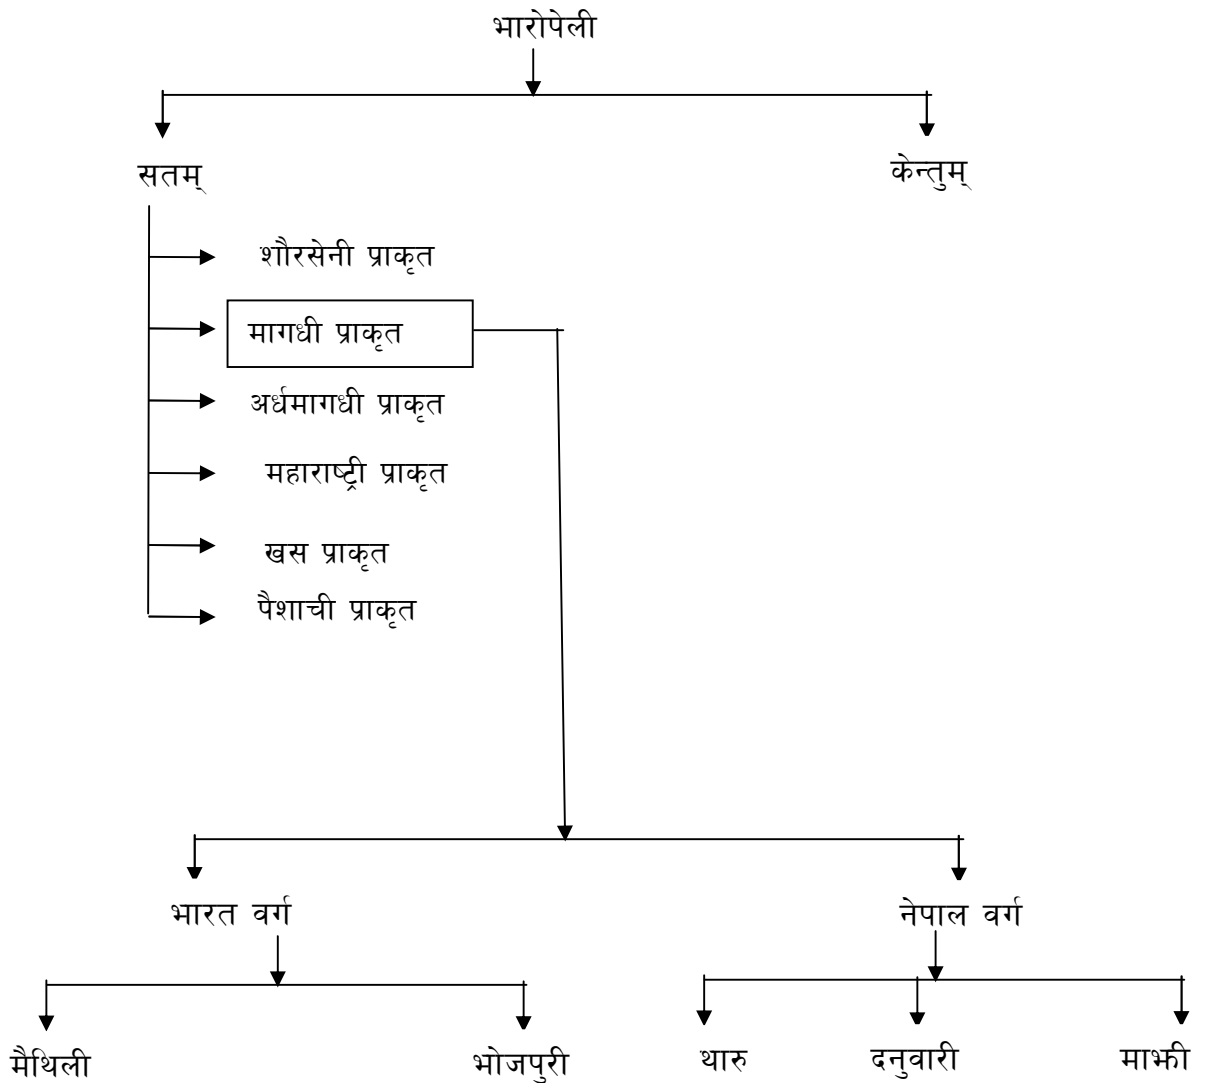 भारोपेली
सतम्
केन्तुम्
शौरसेनी प्राकृत
मागधी प्राकृत
अर्धमागधी प्राकृत
महाराष्ट्री प्राकृत
खस प्राकृत
पैशाची प्राकृत
भारत वर्ग
नेपाल वर्ग
मैथिली
भोजपुरी
थारु
दनुवारी
माझी